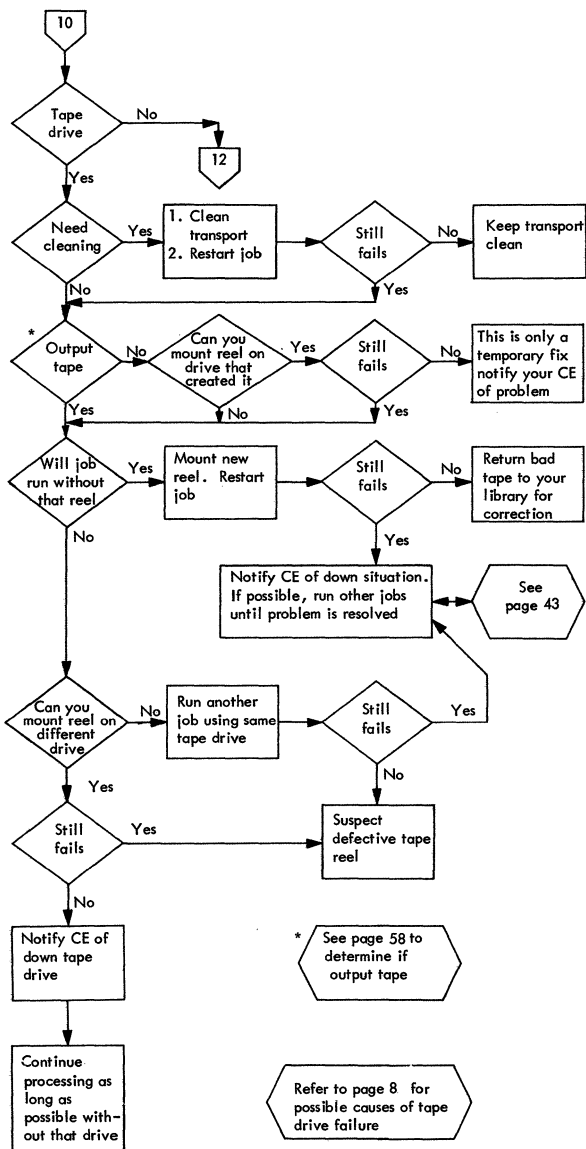 10
Tape
drive
No
12
Yes
Need
cleaning
Yes
1. Clean
transport
2. Restart job
Still
fails
No
Keep transport
clean
No
Yes
*
Output
tape
No
Can you
mount reel on
drive that
created it
Yes
Still
fails
No
This is only a
temporary fix
notify your CE
of problem
Yes
No
Yes
Will job
run without
that reel
Yes
Mount new
reel. Restart
job
Still
fails
No
Return bad
tape to your
library for
correction
No
Yes
Notify CE of down situation.
If possible, run other jobs
until problem is resolved
See
page 43
Can you
mount reel on
different
drive
No
Run another
job using same
tape drive
Still
fails
Yes
Yes
No
Still
fails
Yes
Suspect
defective tape
reel
No
Notify CE of
down tape
drive
* See page 58 to
determine if
output tape
Continue
processing as
long as
possible with-
out that drive
Refer to page 8 for
possible causes of tape
drive failure